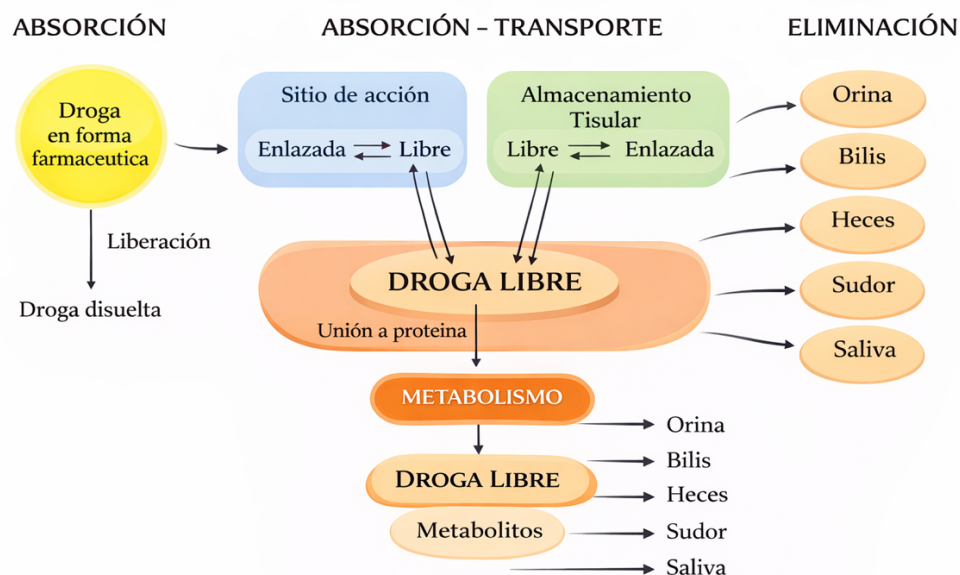 ABSORCIÓN
ABSORCIÓN – TRANSPORTE
ELIMINACIÓN
Droga
en forma
farmaceutica
Liberación
Droga disuelta
Sitio de acción
Enlazada Libre
Almacenamiento
Tisular
Libre Enlazada
DROGA LIBRE
Unión a proteina
METABOLISMO
DROGA LIBRE
Metabolitos
Orina
Bilis
Heces
Sudor
Saliva
Orina
Bilis
Heces
Sudor
Saliva